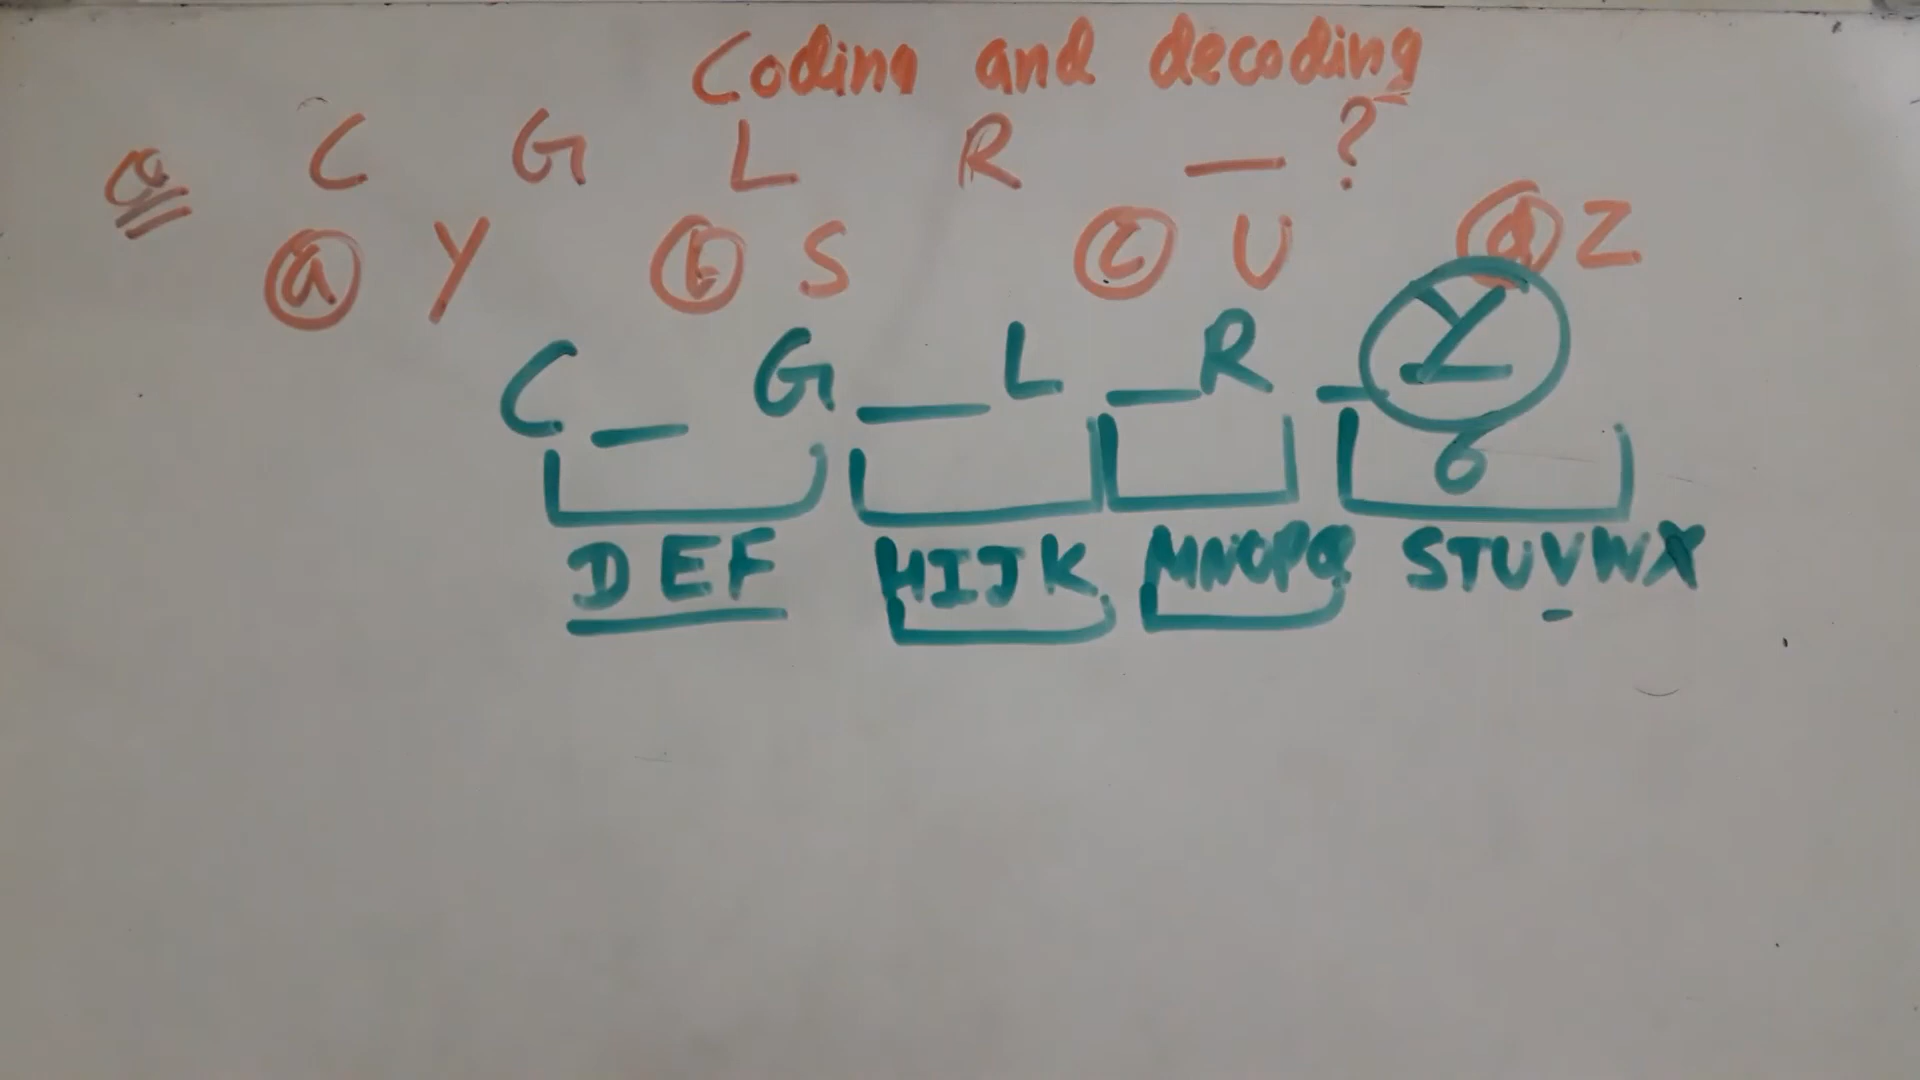 Coding and decoding
Q C G L R _ ?
a Y b S c U d Z
C _ G _ L _ R _ Y
6
DEF HIJK MNOPQ STUVWX